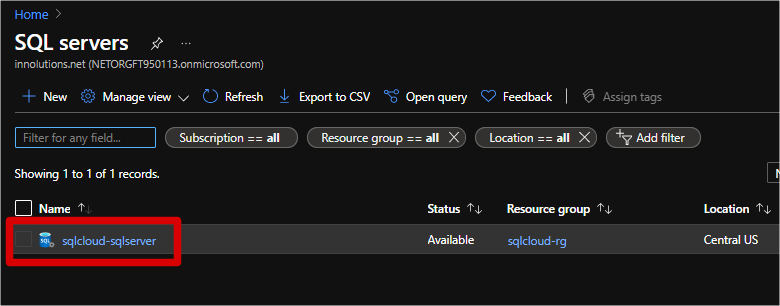 Home
SQL servers
innolutions.net (NETORGFT950113.onmicrosoft.com)
New Manage view Refresh Export to CSV Open query Feedback Assign tags
Filter for any field... Subscription == all Resource group == all Location == all Add filter
Showing 1 to 1 of 1 records.
Name Status Resource group Location
SQL sqlcloud-sqlserver Available sqlcloud-rg Central US